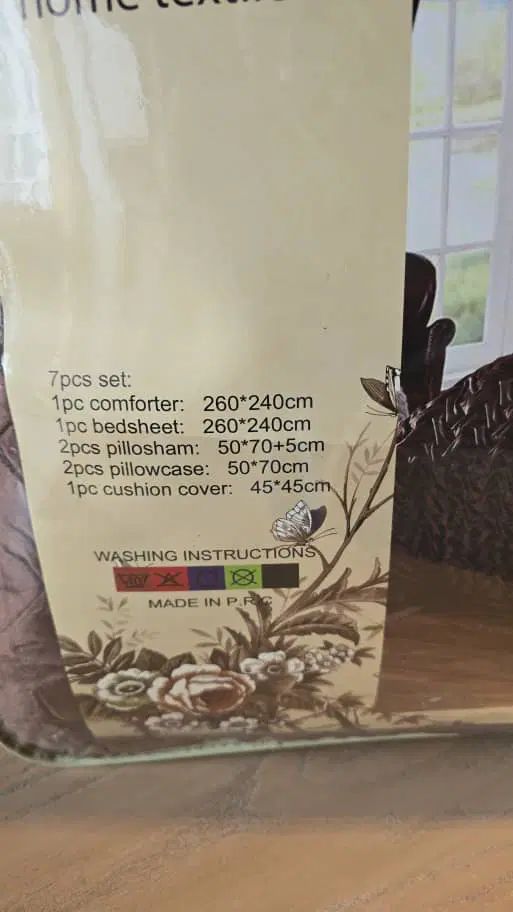 home
7pcs set:
1pc comforter: 260*240cm
1pc bedsheet: 260*240cm
2pcs pillosham: 50*70+5cm
2pcs pillowcase: 50*70cm
1pc cushion cover: 45*45cm
WASHING INSTRUCTIONS
MADE IN P.R.C